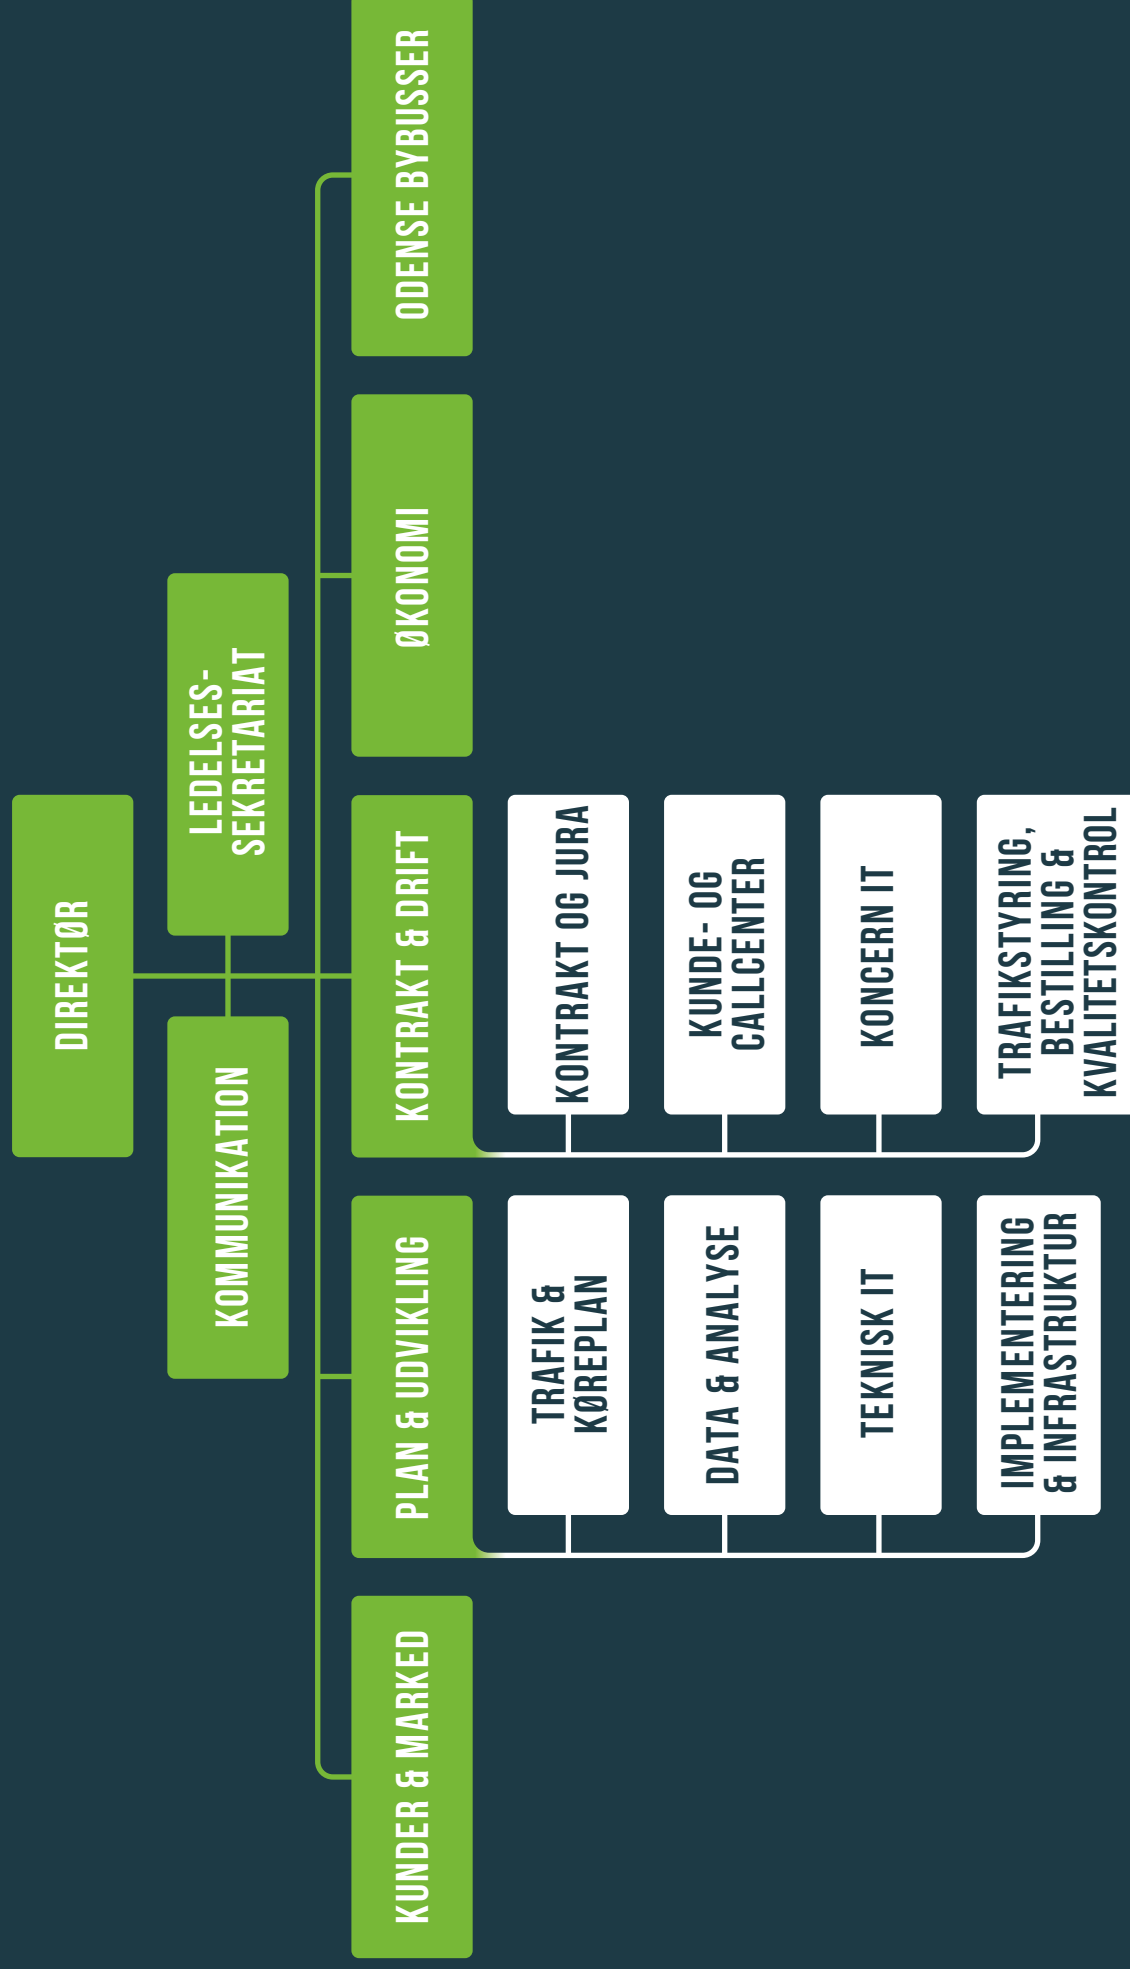 DIREKTØR
KOMMUNIKATION
LEDELSES-
SEKRETARIAT
KUNDER & MARKED
PLAN & UDVIKLING
KONTRAKT & DRIFT
ØKONOMI
ODENSE BYBUSSER
TRAFIK &
KØREPLAN
DATA & ANALYSE
TEKNISK IT
IMPLEMENTERING
& INFRASTRUKTUR
KONTRAKT OG JURA
KUNDE- OG
CALLCENTER
KONCERN IT
TRAFIKSTYRING,
BESTILLING &
KVALITETSKONTROL